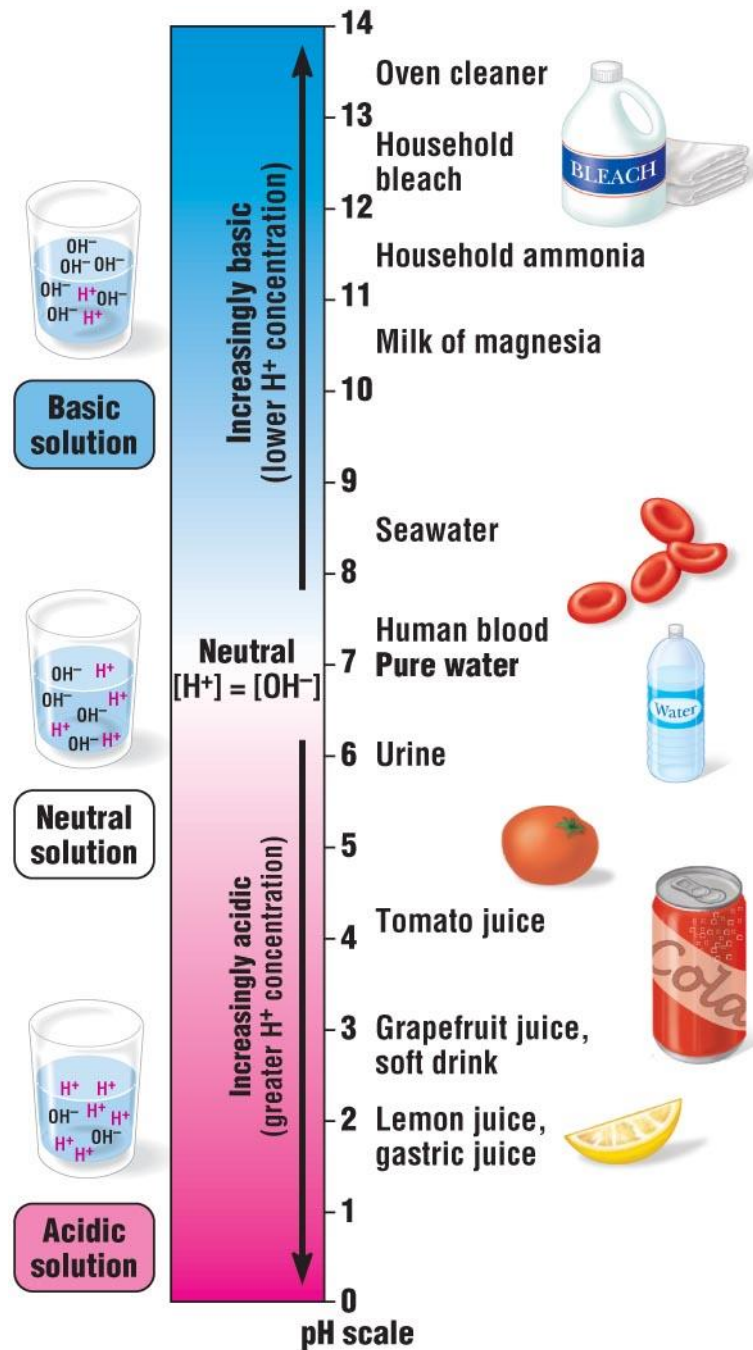 14
Oven cleaner
13
Household
bleach
BLEACH
12
OH⁻
OH⁻ OH⁻
OH⁻ H⁺ OH⁻
OH⁻ H⁺
Household ammonia
11
Milk of magnesia
10
Basic
solution
Increasingly basic
(lower H⁺ concentration)
9
Seawater
8
Human blood
Neutral
7
Pure water
[H⁺] = [OH⁻]
Water
OH⁻ H⁺
OH⁻ H⁺
OH⁻
H⁺
OH⁻ H⁺
6
Urine
Neutral
solution
5
Tomato juice
4
Cola
Increasingly acidic
(greater H⁺ concentration)
3
Grapefruit juice,
soft drink
H⁺ H⁺
OH⁻ H⁺ H⁺
H⁺ OH⁻
H⁺
2
Lemon juice,
gastric juice
1
Acidic
solution
0
pH scale